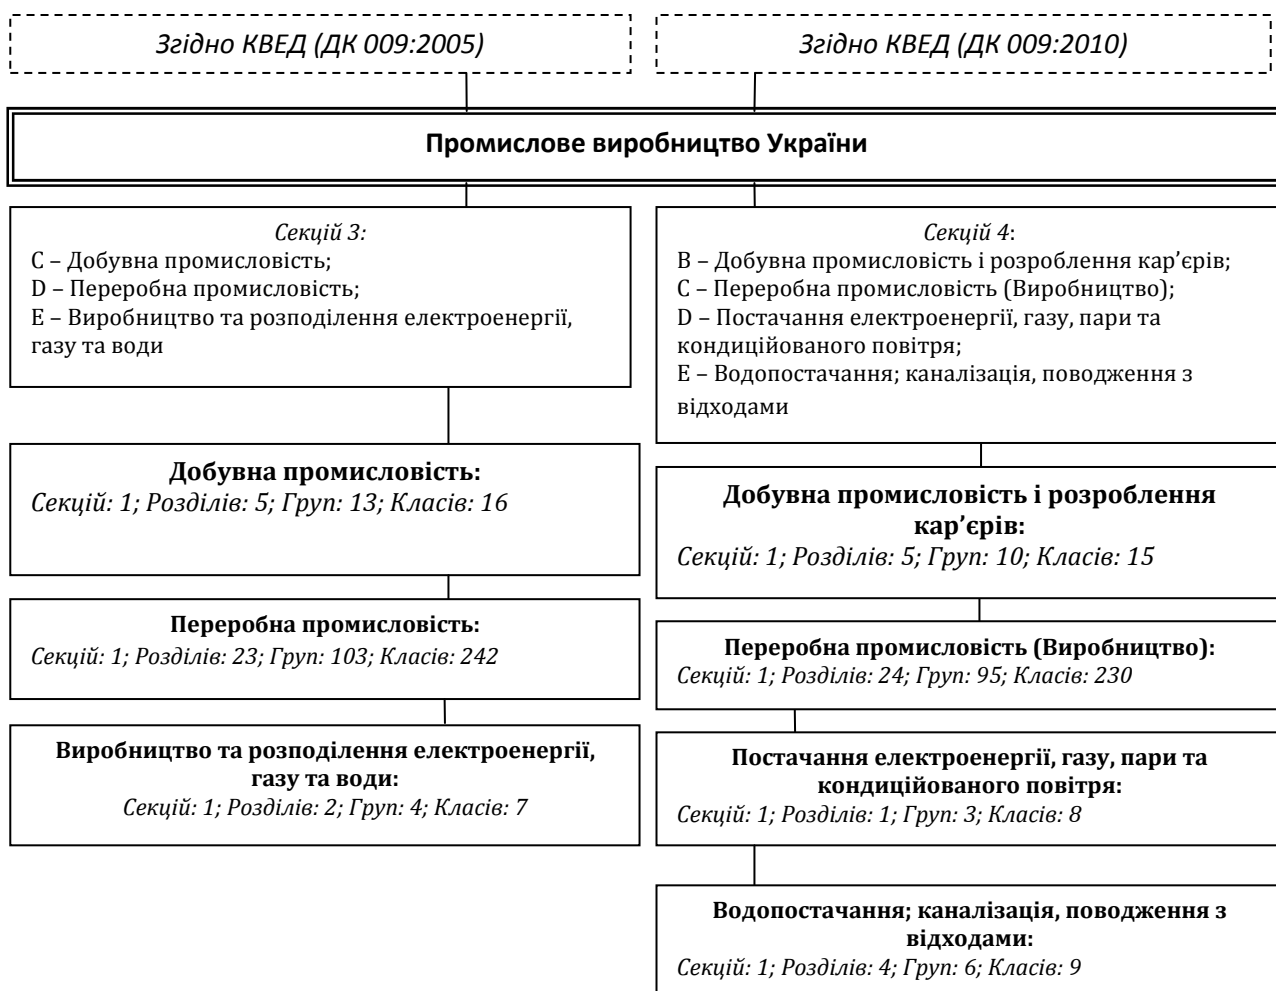 Згідно КВЕД (ДК 009:2005)
Згідно КВЕД (ДК 009:2010)
Промислове виробництво України
Секцій 3:
C – Добувна промисловість;
D – Переробна промисловість;
E – Виробництво та розподілення електроенергії,
газу та води
Секцій 4:
B – Добувна промисловість і розроблення кар’єрів;
C – Переробна промисловість (Виробництво);
D – Постачання електроенергії, газу, пари та
кондиційованого повітря;
E – Водопостачання; каналізація, поводження з
відходами
Добувна промисловість:
Секцій: 1; Розділів: 5; Груп: 13; Класів: 16
Добувна промисловість і розроблення
кар’єрів:
Секцій: 1; Розділів: 5; Груп: 10; Класів: 15
Переробна промисловість:
Секцій: 1; Розділів: 23; Груп: 103; Класів: 242
Переробна промисловість (Виробництво):
Секцій: 1; Розділів: 24; Груп: 95; Класів: 230
Виробництво та розподілення електроенергії,
газу та води:
Секцій: 1; Розділів: 2; Груп: 4; Класів: 7
Постачання електроенергії, газу, пари та
кондиційованого повітря:
Секцій: 1; Розділів: 1; Груп: 3; Класів: 8
Водопостачання; каналізація, поводження з
відходами:
Секцій: 1; Розділів: 4; Груп: 6; Класів: 9